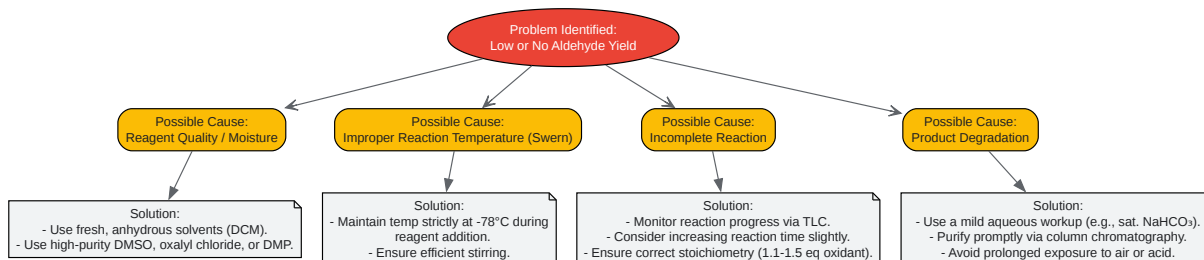 Problem Identified:
Low or No Aldehyde Yield
Possible Cause:
Reagent Quality / Moisture
Possible Cause:
Improper Reaction Temperature (Swern)
Possible Cause:
Incomplete Reaction
Possible Cause:
Product Degradation
Solution:
- Use fresh, anhydrous solvents (DCM).
- Use high-purity DMSO, oxalyl chloride, or DMP.
Solution:
- Maintain temp strictly at -78°C during
reagent addition.
- Ensure efficient stirring.
Solution:
- Monitor reaction progress via TLC.
- Consider increasing reaction time slightly.
- Ensure correct stoichiometry (1.1-1.5 eq oxidant).
Solution:
- Use a mild aqueous workup (e.g., sat. NaHCO₃).
- Purify promptly via column chromatography.
- Avoid prolonged exposure to air or acid.